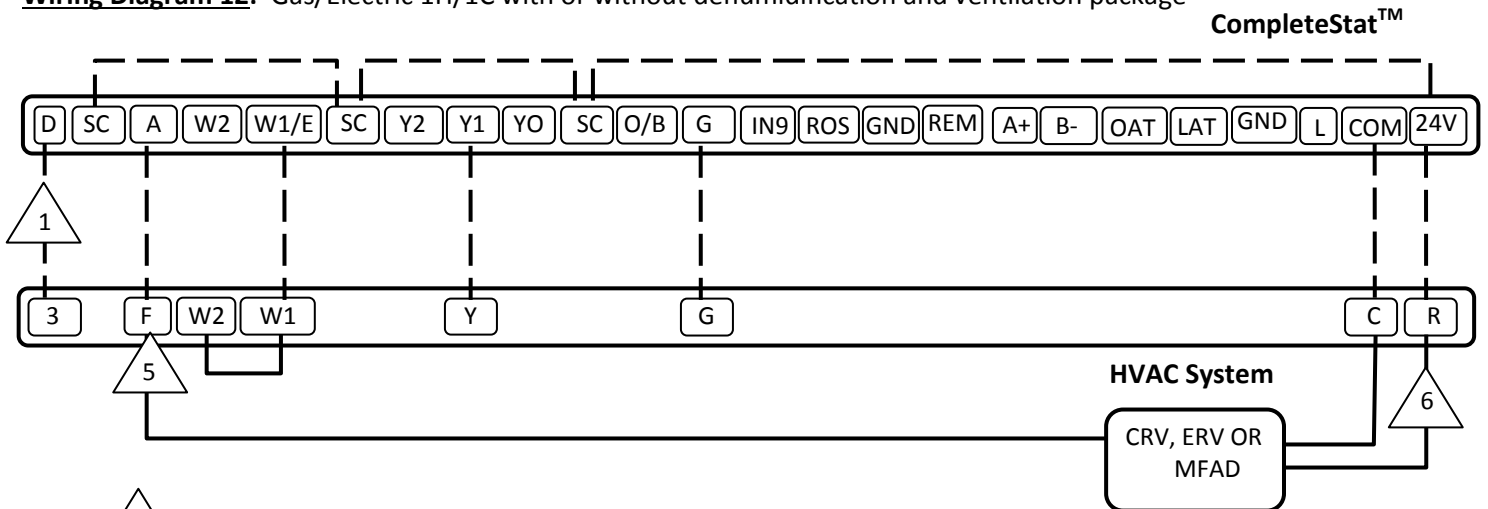 Wiring Diagram 12: Gas/Electric 1H/1C with or without dehumidification and ventilation package
CompleteStat™
D SC A W2 W1/E SC Y2 Y1 YO SC O/B G IN9 ROS GND REM A+ B- OAT LAT GND L COM 24V
1
3 F W2 W1 Y G C R
5
HVAC System
6
CRV, ERV OR
MFAD